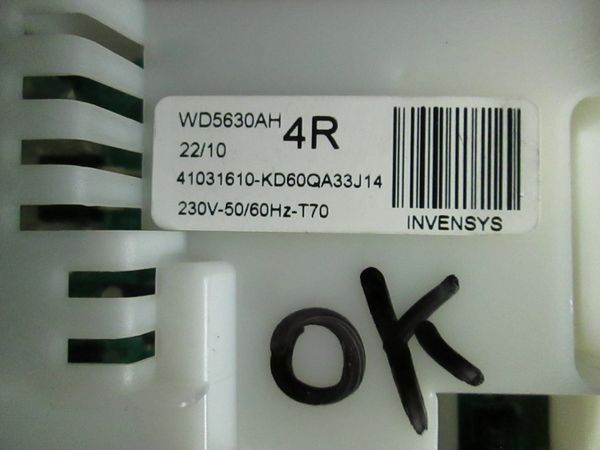 WD5630AH 4R
22/10
41031610-KD60QA33J14
230V-50/60Hz-T70
INVENSYS
OK